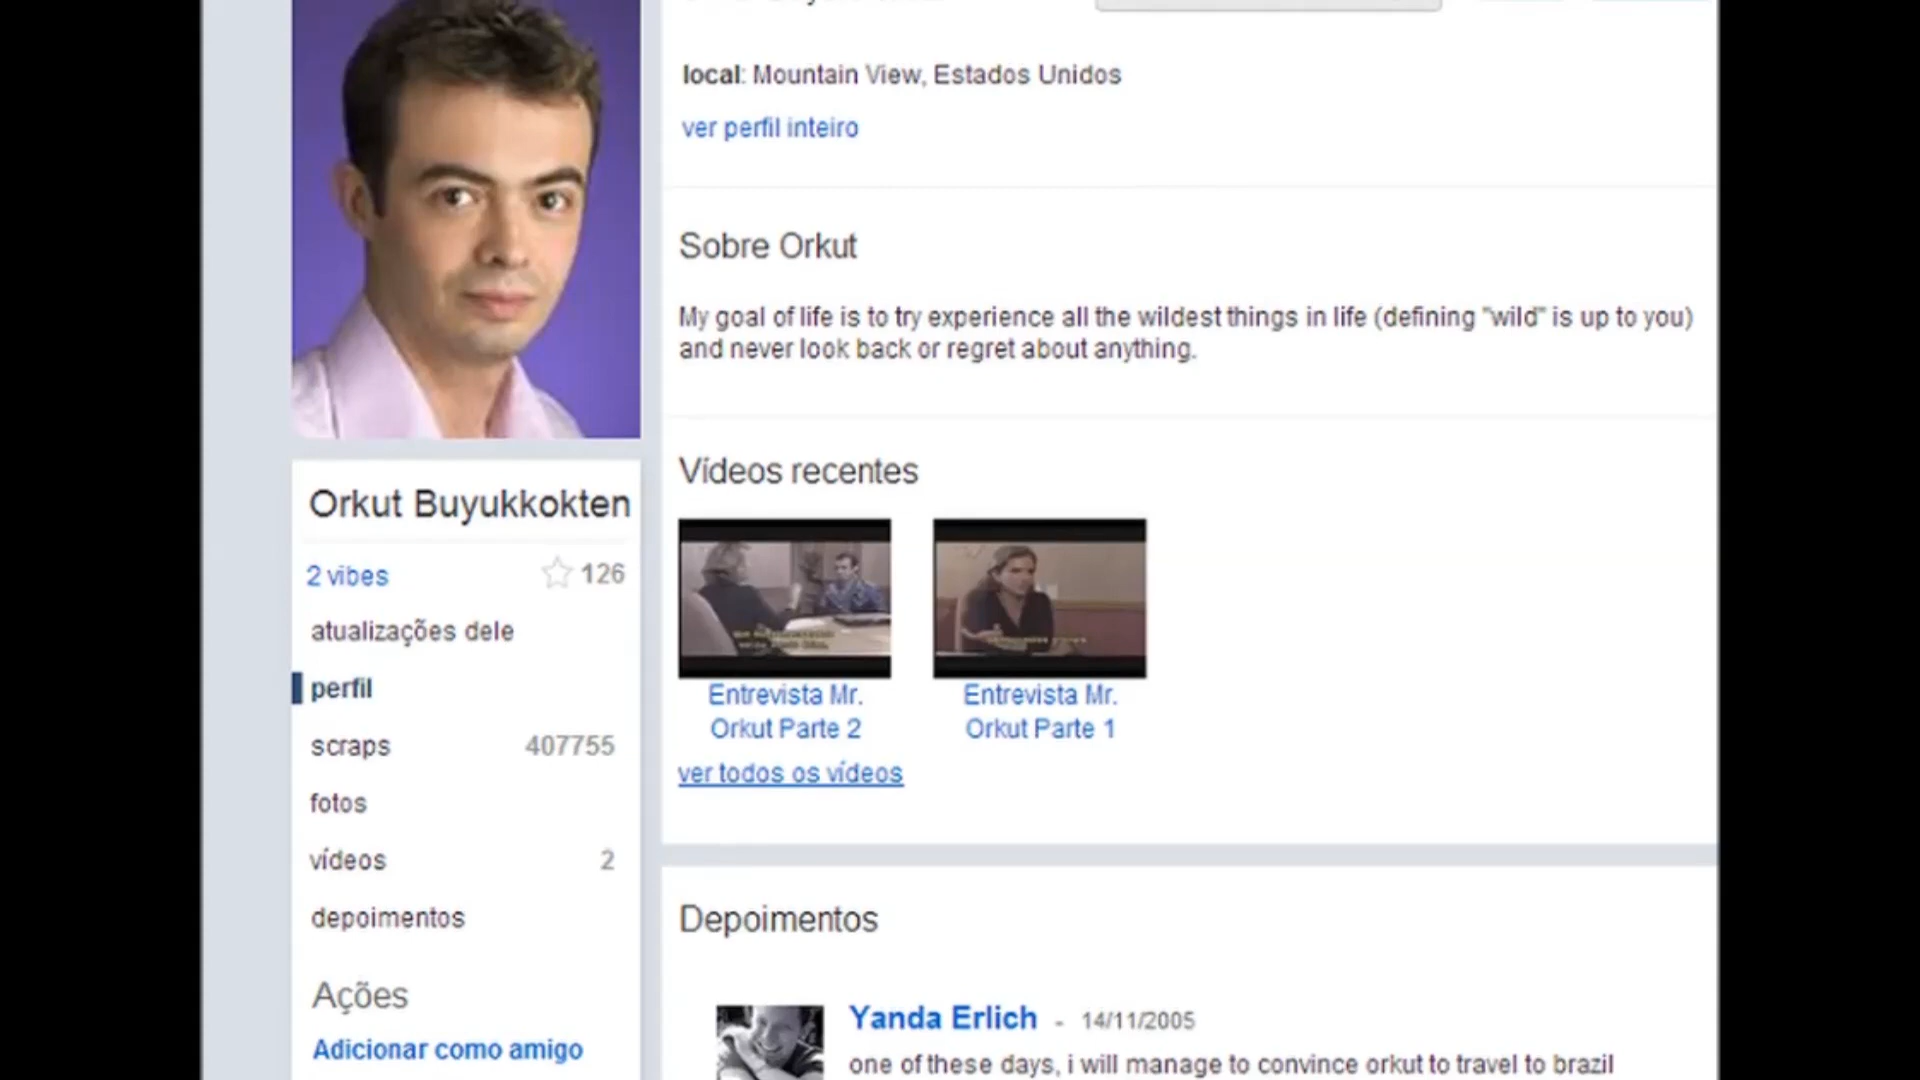 local: Mountain View, Estados Unidos
ver perfil inteiro
Sobre Orkut
My goal of life is to try experience all the wildest things in life (defining "wild" is up to you)
and never look back or regret about anything.
Vídeos recentes
Entrevista Mr.
Orkut Parte 2
Entrevista Mr.
Orkut Parte 1
ver todos os vídeos
Orkut Buyukkokten
2 vibes 126
atualizações dele
perfil
scraps 407755
fotos
vídeos 2
depoimentos
Ações
Adicionar como amigo
Depoimentos
Yanda Erlich - 14/11/2005
one of these days, i will manage to convince orkut to travel to brazil